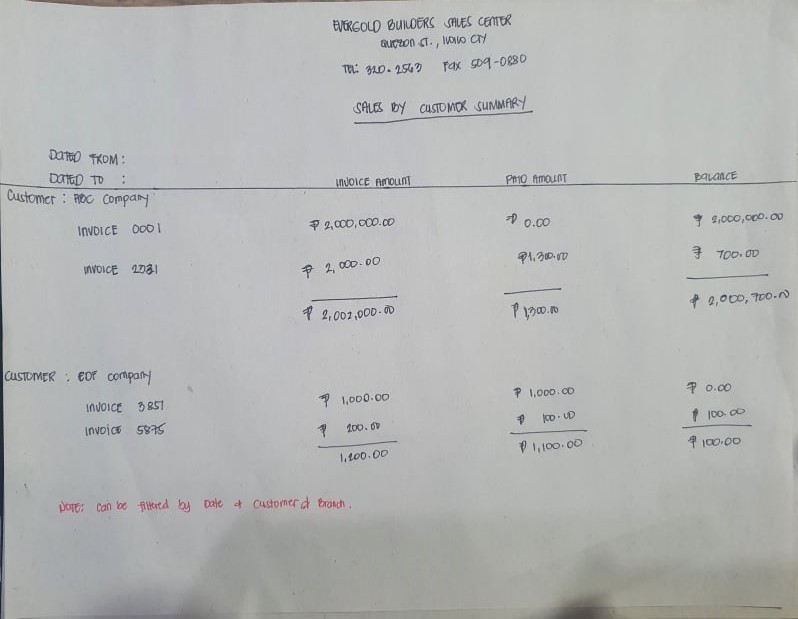 EVERGOLD BUILDERS SALES CENTER
QUEZON ST., ILOILO CITY
TEL: 320-2543 FAX 509-0880
SALES BY CUSTOMER SUMMARY
DATED FROM:
DATED TO :
INVOICE AMOUNT PAID AMOUNT BALANCE
Customer : ABC Company
INVOICE 0001 ₱ 2,000,000.00 ₱ 0.00 ₱ 2,000,000.00
INVOICE 2031 ₱ 2,000.00 ₱1,300.00 ₱ 700.00
₱ 2,002,000.00 ₱ 1,300.00 ₱ 2,000,700.00
CUSTOMER : EDF company
INVOICE 3851 ₱ 1,000.00 ₱ 1,000.00 ₱ 0.00
INVOICE 5875 ₱ 200.00 ₱ 100.00 ₱ 100.00
1,200.00 ₱ 1,100.00 ₱ 100.00
NOTE: can be filtered by Date & Customer & Branch.